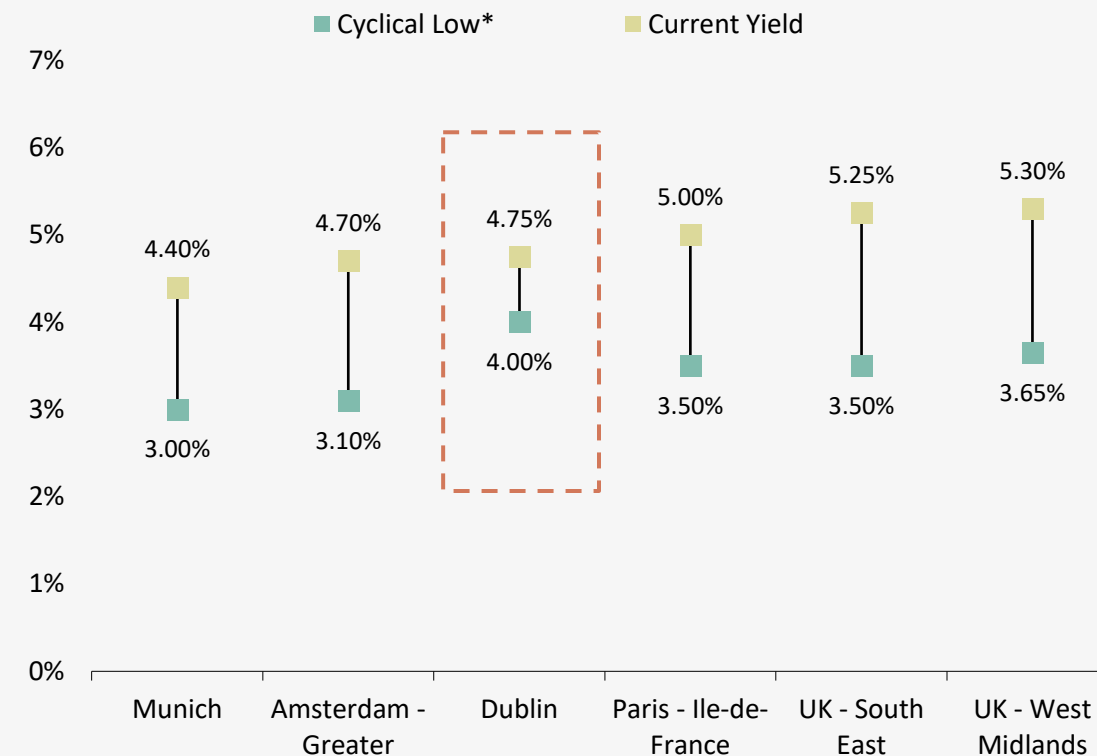 Cyclical Low* Current Yield
7%
6%
5%
4%
3%
2%
1%
0%
4.40%
3.00%
4.70%
3.10%
4.75%
4.00%
5.00%
3.50%
5.25%
3.50%
5.30%
3.65%
Munich
Amsterdam -
Greater
Dublin
Paris - Ile-de-
France
UK - South
East
UK - West
Midlands